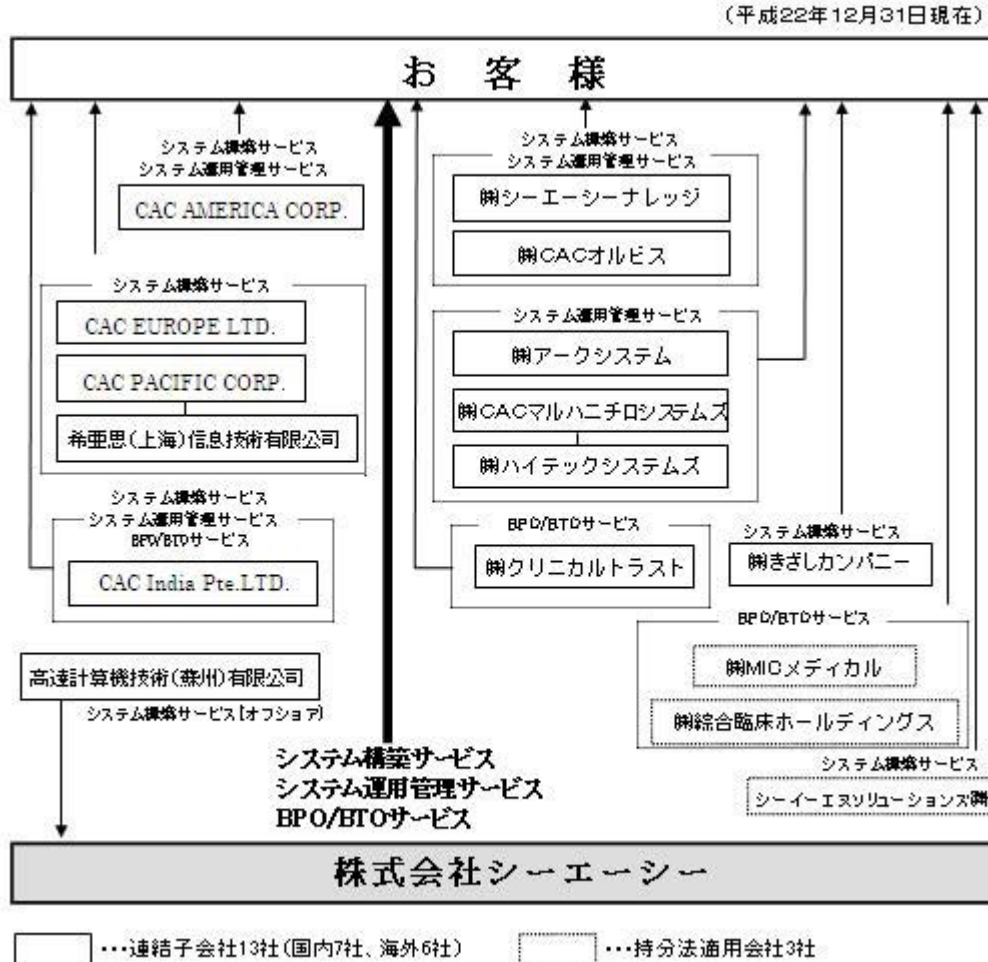 (平成22年12月31日現在)
お客様
システム構築サービス
システム運用管理サービス
CAC AMERICA CORP.
システム構築サービス
CAC EUROPE LTD.
CAC PACIFIC CORP.
希亜思(上海)信息技術有限公司
システム構築サービス
システム運用管理サービス
BPO/BTOサービス
CAC India Pte.LTD.
高達計算機技術(蘇州)有限公司
システム構築サービス[オフショア]
システム構築サービス
システム運用管理サービス
BPO/BTOサービス
システム構築サービス
システム運用管理サービス
㈱シーエーシーナレッジ
㈱CACオルビス
システム運用管理サービス
㈱アークシステム
㈱CACマルハニチロシステムズ
㈱ハイテックシステムズ
BPO/BTOサービス
㈱クリニカルトラスト
システム構築サービス
㈱きざしカンパニー
BPO/BTOサービス
㈱MICメディカル
㈱綜合臨床ホールディングス
システム構築サービス
シーイーエヌソリューションズ㈱
株式会社シーエーシー
…連結子会社13社(国内7社、海外6社)
…持分法適用会社3社